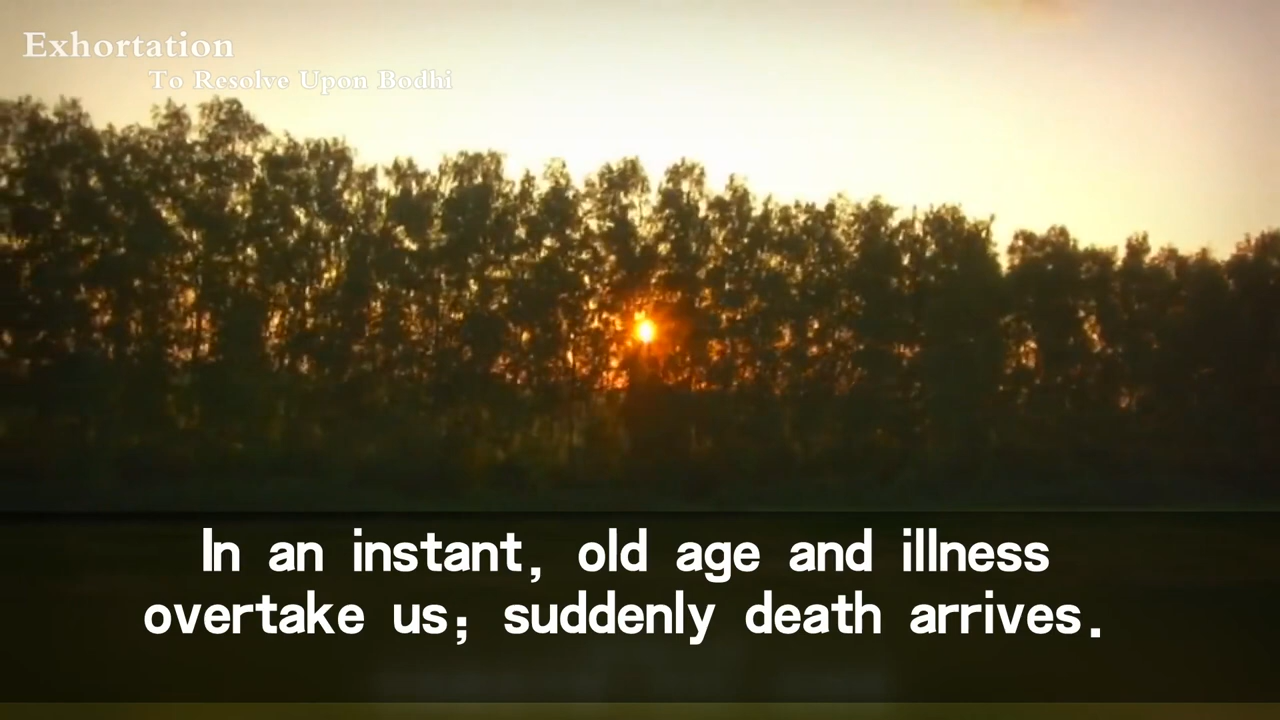 Exhortation
To Resolve Upon Bodhi
In an instant, old age and illness
overtake us; suddenly death arrives.